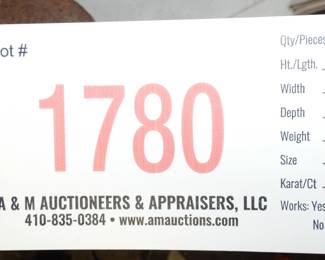 ot #
1780
A & M AUCTIONEERS & APPRAISERS, LLC
410-835-0384 • www.amauctions.com
Qty/Pieces
Ht./Lgth.
Width
Depth
Weight
Size
Karat/Ct
Works: Yes
No